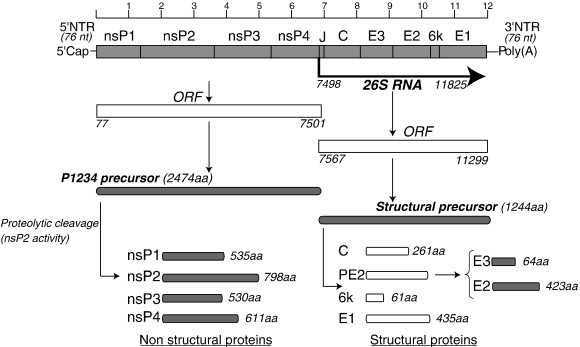 1 2 3 4 5 6 7 8 9 10 11 12
5'NTR 3'NTR
(76 nt) nsP1 nsP2 nsP3 nsP4 J C E3 E2 6k E1 (76 nt)
5'Cap Poly(A)
7498 26S RNA 11825
ORF
77 7501
ORF
7567 11299
P1234 precursor (2474aa)
Structural precursor (1244aa)
Proteolytic cleavage
(nsP2 activity)
nsP1 535aa
nsP2 798aa
nsP3 530aa
nsP4 611aa
Non structural proteins
C 261aa
PE2
E3 64aa
E2 423aa
6k 61aa
E1 435aa
Structural proteins